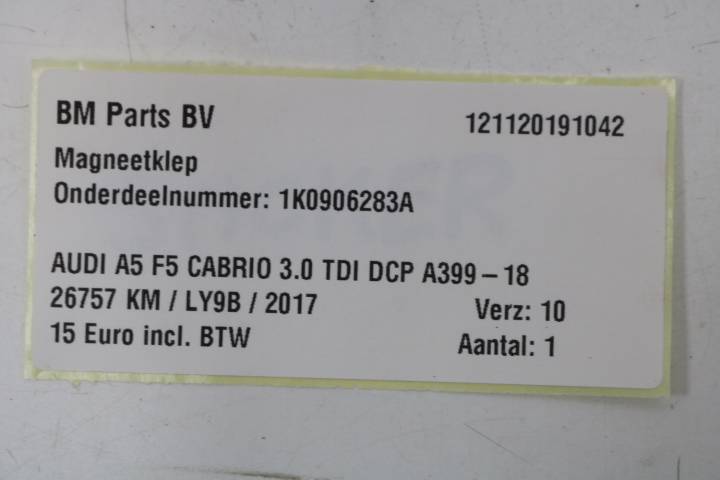 BM Parts BV 121120191042
Magneetklep
Onderdeelnummer: 1K0906283A
AUDI A5 F5 CABRIO 3.0 TDI DCP A399 – 18
26757 KM / LY9B / 2017 Verz: 10
15 Euro incl. BTW Aantal: 1